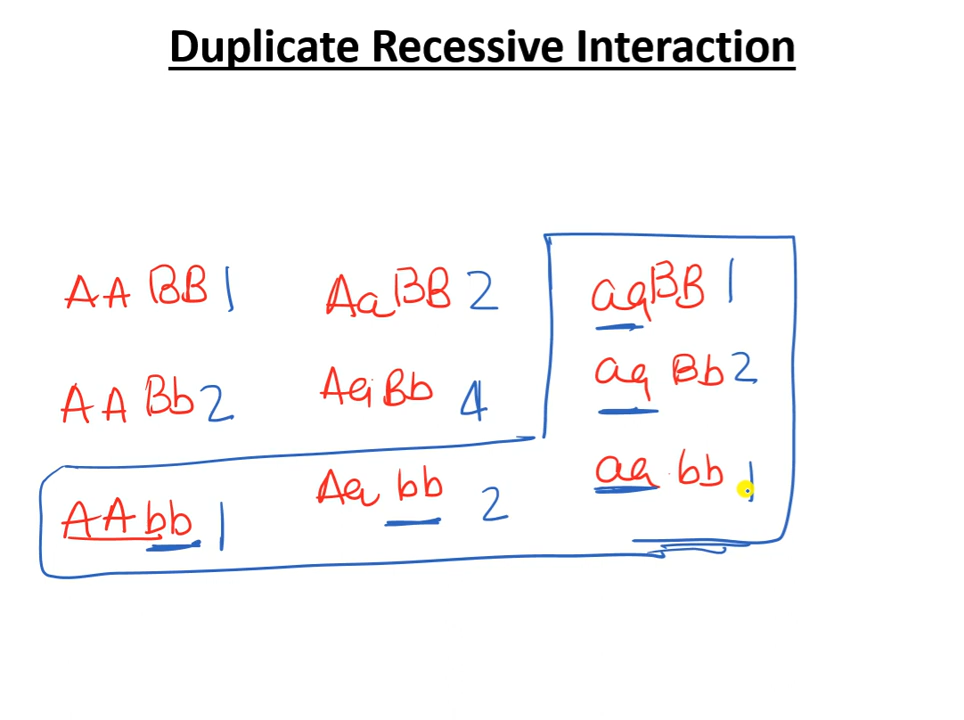 Duplicate Recessive Interaction
AA BB 1 Aa BB 2 aa BB 1
AA Bb 2 Aa Bb 4 aa Bb 2
AA bb 1 Aa bb 2 aa bb 1